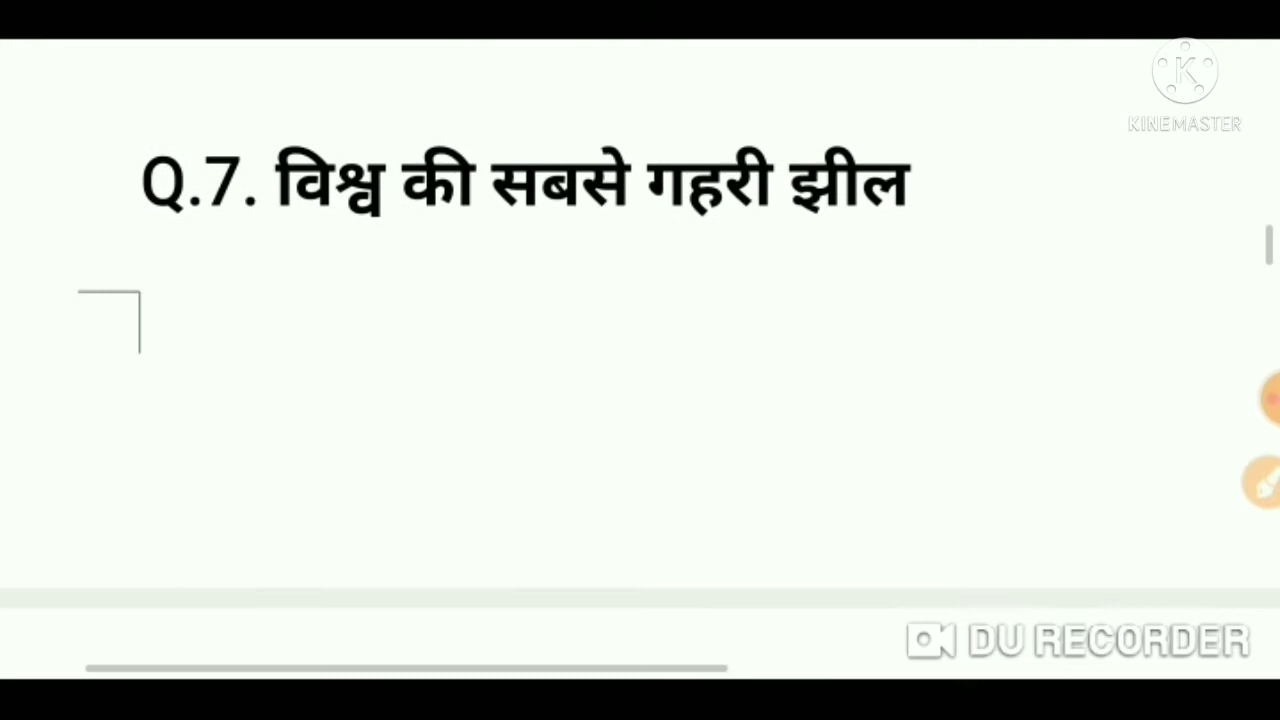 KINEMASTER
Q.7. विश्व की सबसे गहरी झील
DU RECORDER